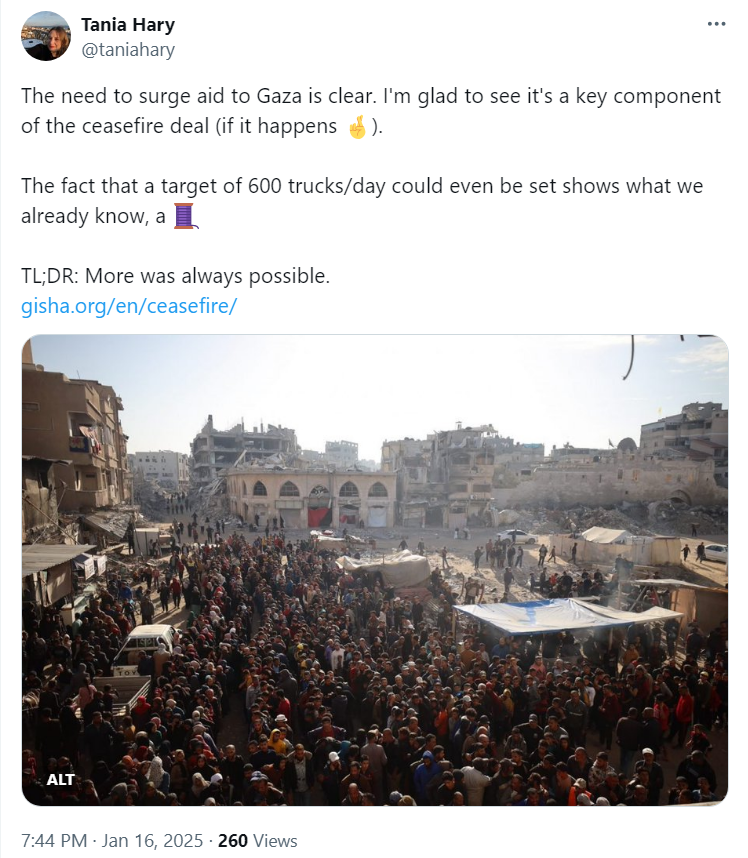 Tania Hary
@taniahary
The need to surge aid to Gaza is clear. I'm glad to see it's a key component
of the ceasefire deal (if it happens 🤞).
The fact that a target of 600 trucks/day could even be set shows what we
already know, a 🧵
TL;DR: More was always possible.
gisha.org/en/ceasefire/
TOY
ALT
7:44 PM · Jan 16, 2025 · 260 Views